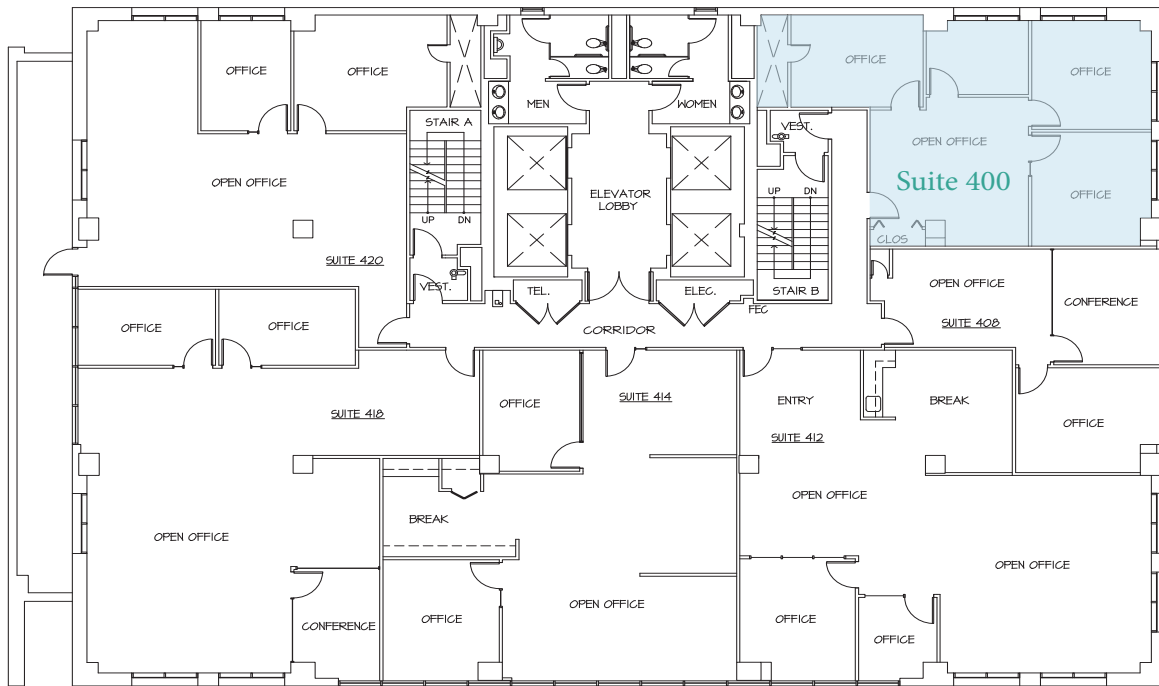 OFFICE
OFFICE
MEN
WOMEN
OFFICE
OFFICE
STAIR A
VEST.
OPEN OFFICE
OPEN OFFICE
Suite 400
ELEVATOR
LOBBY
UP
DN
UP
DN
OFFICE
CLOS
SUITE 420
VEST.
TEL.
ELEC.
STAIR B
OPEN OFFICE
CONFERENCE
FEC
SUITE 408
OFFICE
OFFICE
CORRIDOR
SUITE 418
OFFICE
SUITE 414
ENTRY
BREAK
SUITE 412
OFFICE
OPEN OFFICE
BREAK
OPEN OFFICE
OPEN OFFICE
OPEN OFFICE
CONFERENCE
OFFICE
OFFICE
OFFICE